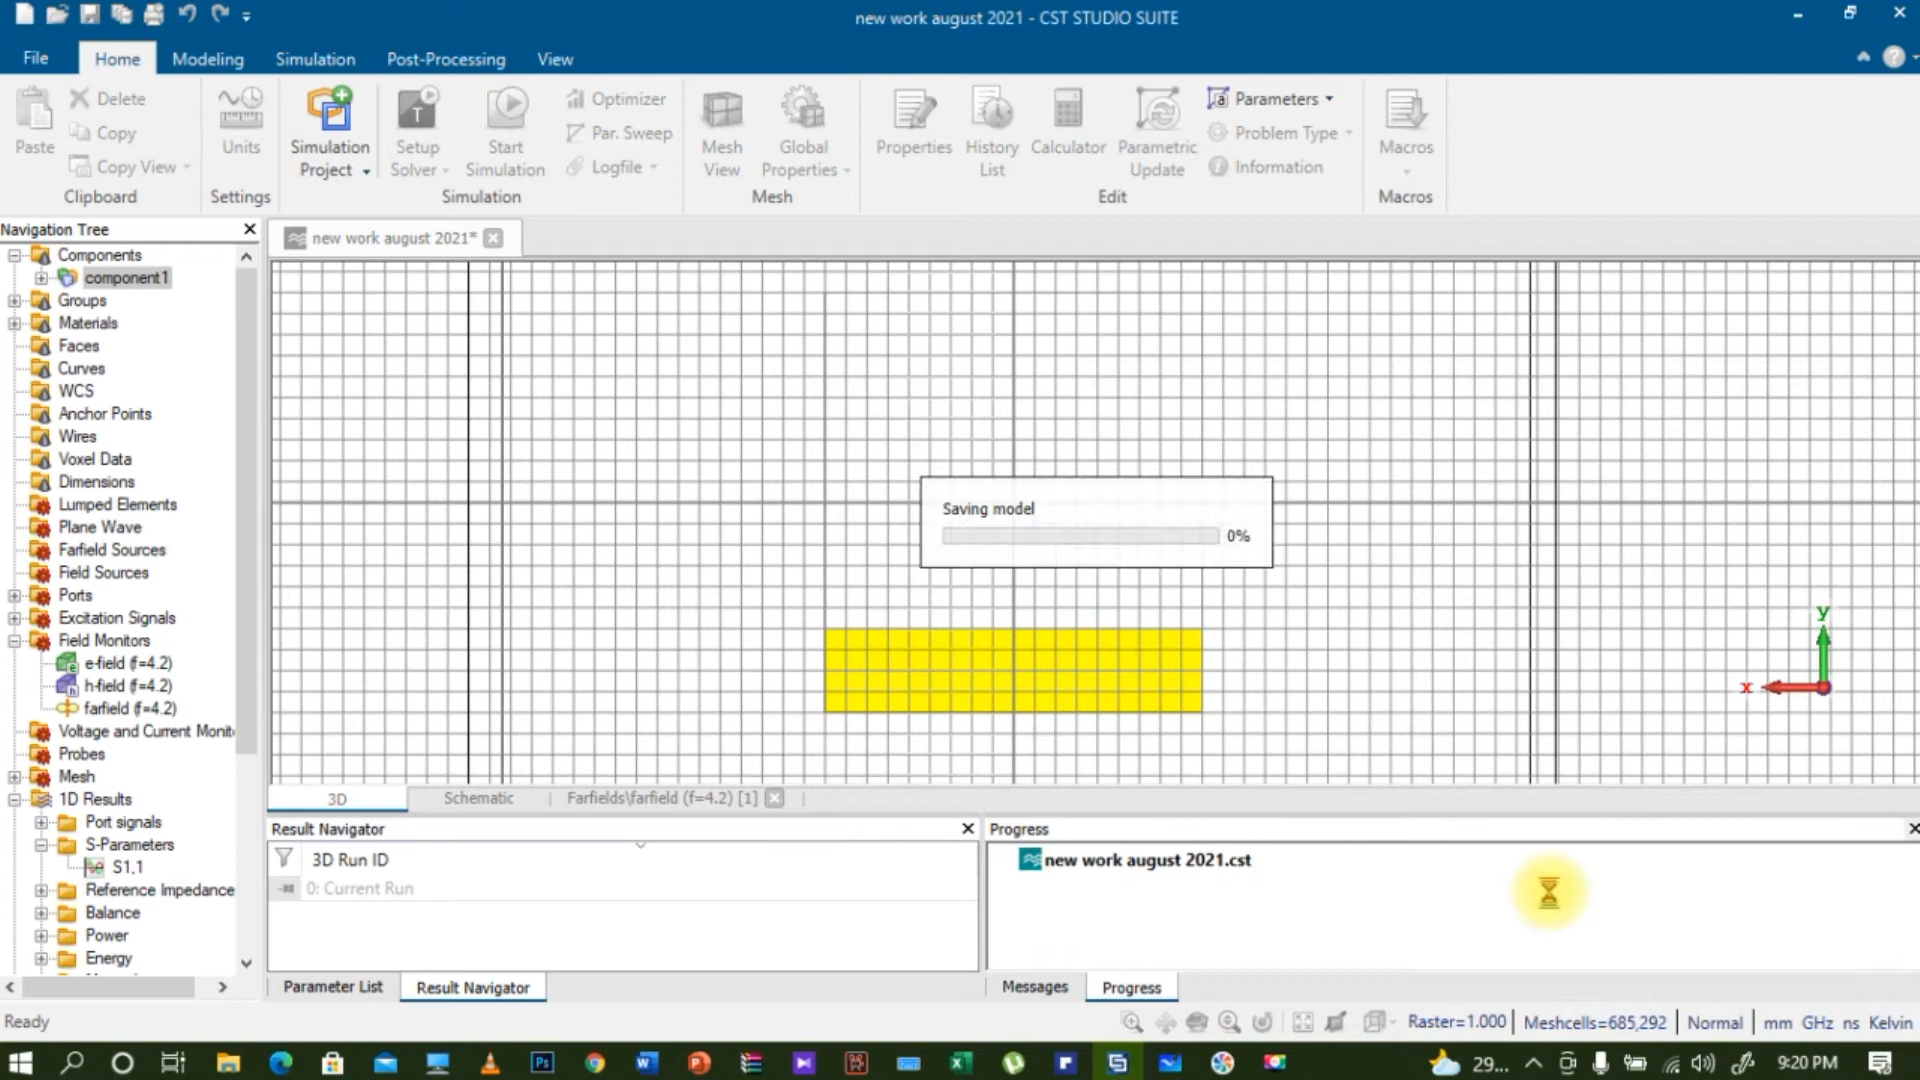 new work august 2021 - CST STUDIO SUITE
File Home Modeling Simulation Post-Processing View
Paste
Delete
Copy
Copy View
Clipboard
Units
Settings
Simulation Project
Setup Solver
Start Simulation
Optimizer
Par. Sweep
Logfile
Simulation
Mesh View
Global Properties
Mesh
Properties
History List
Calculator
Parametric Update
Parameters
Problem Type
Information
Edit
Macros
Macros
Navigation Tree
Components
component1
Groups
Materials
Faces
Curves
WCS
Anchor Points
Wires
Voxel Data
Dimensions
Lumped Elements
Plane Wave
Farfield Sources
Field Sources
Ports
Excitation Signals
Field Monitors
e-field (f=4.2)
h-field (f=4.2)
farfield (f=4.2)
Voltage and Current Monit
Probes
Mesh
1D Results
Port signals
S-Parameters
S1,1
Reference Impedance
Balance
Power
Energy
new work august 2021*
Saving model
0%
y
x
3D Schematic Farfields\farfield (f=4.2) [1]
Result Navigator
3D Run ID
0: Current Run
Parameter List Result Navigator
Progress
new work august 2021.cst
Messages Progress
Ready
Raster=1.000 Meshcells=685,292 Normal mm GHz ns Kelvin
29... 9:20 PM